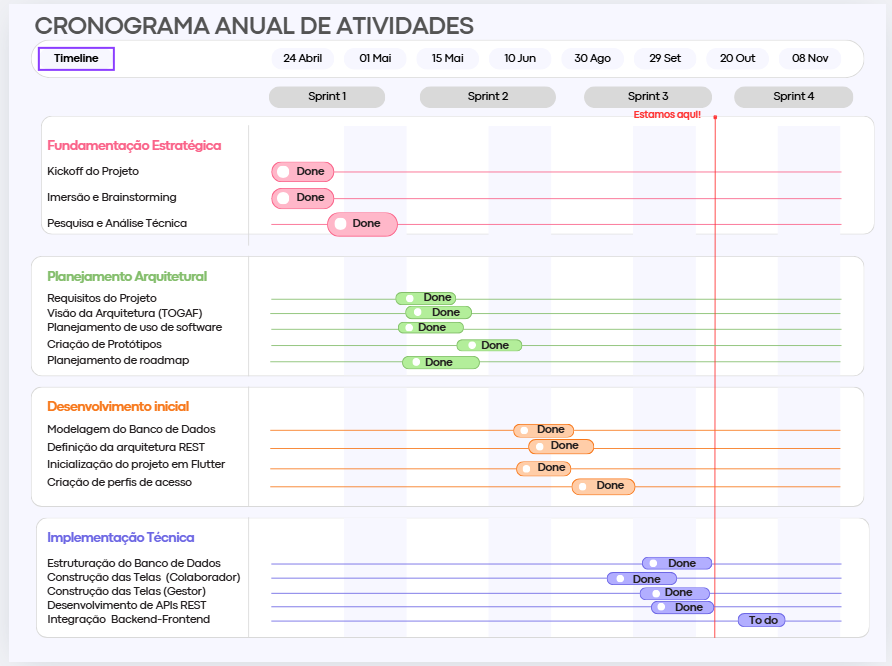 CRONOGRAMA ANUAL DE ATIVIDADES
Timeline 24 Abril 01 Mai 15 Mai 10 Jun 30 Ago 29 Set 20 Out 08 Nov
Sprint 1 Sprint 2 Sprint 3 Sprint 4
Estamos aqui!
Fundamentação Estratégica
Kickoff do Projeto Done
Imersão e Brainstorming Done
Pesquisa e Análise Técnica Done
Planejamento Arquitetural
Requisitos do Projeto Done
Visão da Arquitetura (TOGAF) Done
Planejamento de uso de software Done
Criação de Protótipos Done
Planejamento de roadmap Done
Desenvolvimento inicial
Modelagem do Banco de Dados Done
Definição da arquitetura REST Done
Inicialização do projeto em Flutter Done
Criação de perfis de acesso Done
Implementação Técnica
Estruturação do Banco de Dados Done
Construção das Telas (Colaborador) Done
Construção das Telas (Gestor) Done
Desenvolvimento de APIs REST Done
Integração Backend-Frontend To do